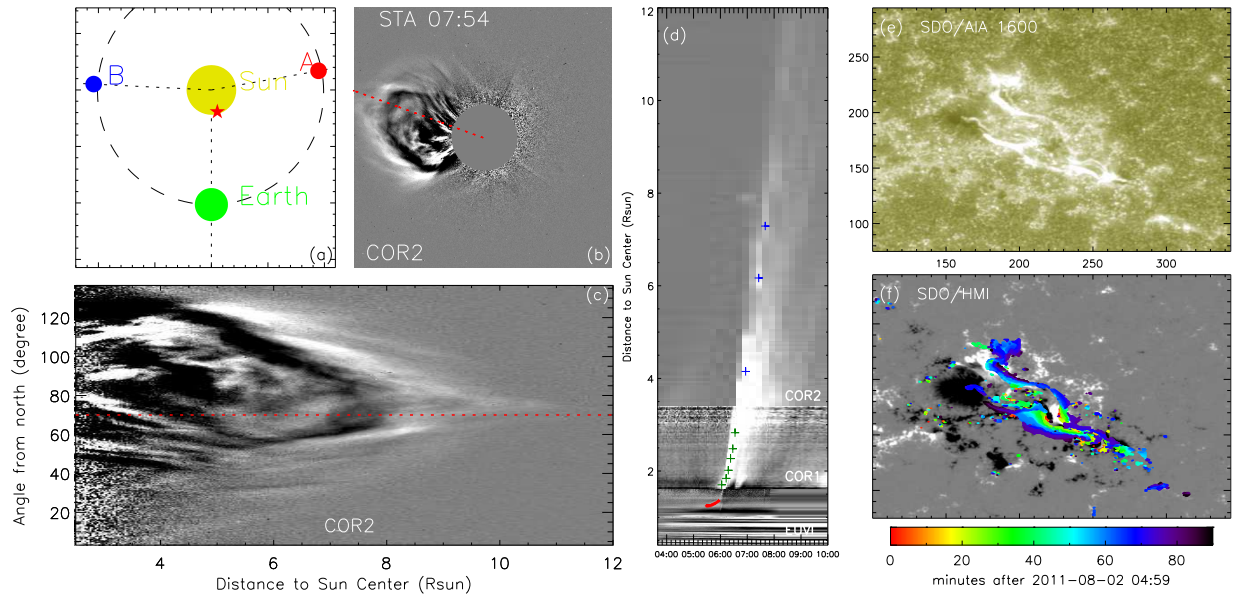 B
Sun
A
Earth
(a)
STA 07:54
COR2
(b)
(c)
120
100
80
60
40
20
Angle from north (degree)
COR2
4
6
8
10
12
Distance to Sun Center (Rsun)
(d)
12
10
8
6
4
2
Distance to Sun Center (Rsun)
COR2
COR1
EUVI
04:00 05:00 06:00 07:00 08:00 09:00 10:00
(e) SDO/AIA 1600
250
200
150
100
150 200 250 300
(f) SDO/HMI
0 20 40 60 80
minutes after 2011-08-02 04:59